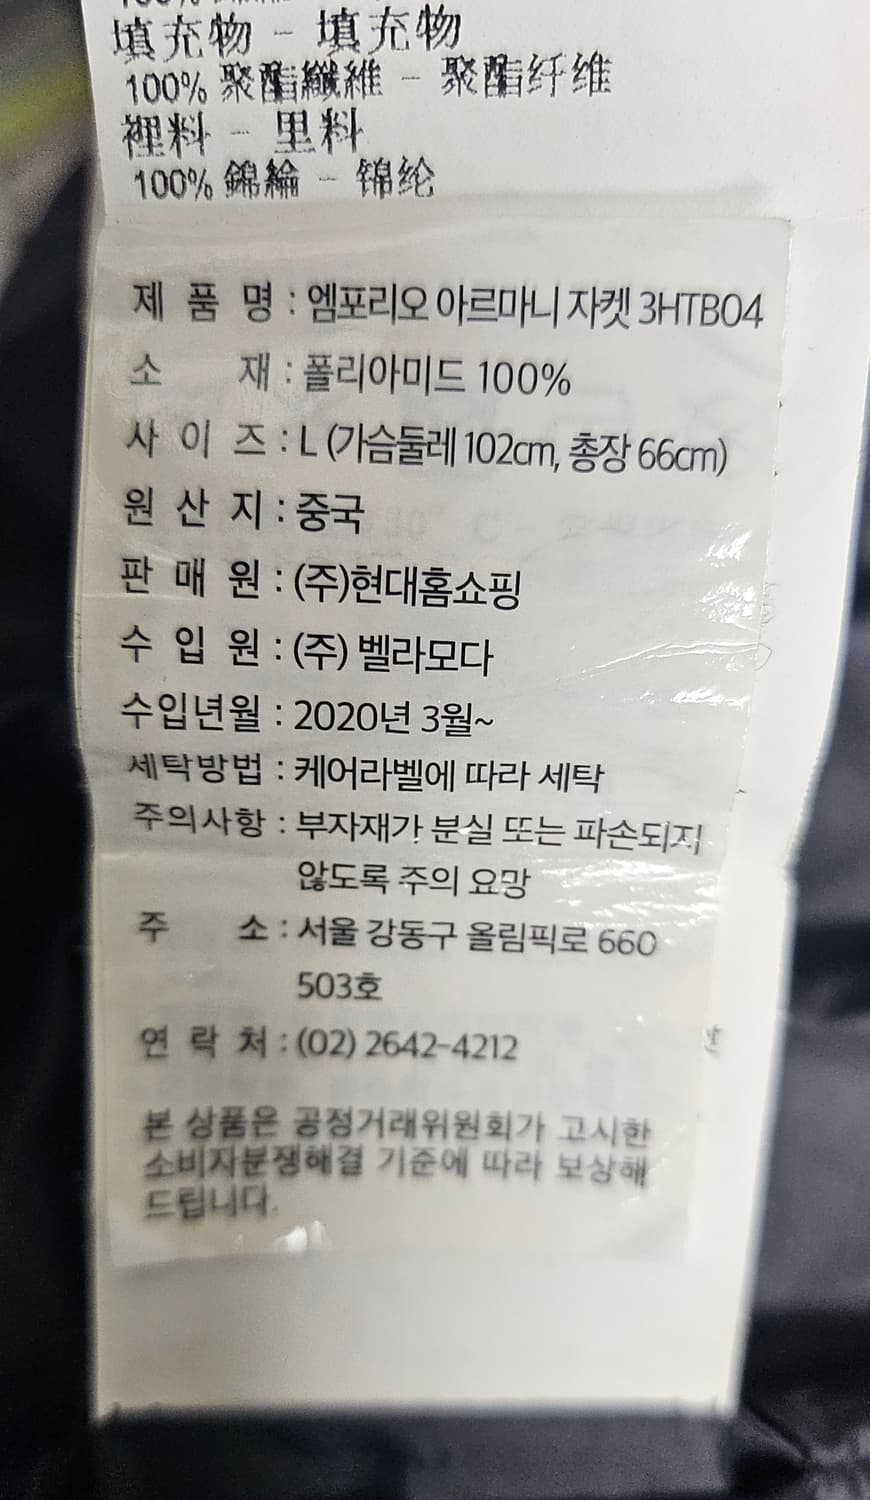 填充物 - 填充物
100% 聚酯纖維 - 聚酯纤维
裡料 - 里料
100% 錦綸 - 锦纶
제 품 명 : 엠포리오 아르마니 자켓 3HTB04
소 재 : 폴리아미드 100%
사 이 즈 : L (가슴둘레 102cm, 총장 66cm)
원 산 지 : 중국
판 매 원 : (주)현대홈쇼핑
수 입 원 : (주) 벨라모다
수입년월 : 2020년 3월~
세탁방법 : 케어라벨에 따라 세탁
주의사항 : 부자재가 분실 또는 파손되지
않도록 주의 요망
주 소 : 서울 강동구 올림픽로 660
503호
연 락 처 : (02) 2642-4212
본 상품은 공정거래위원회가 고시한
소비자분쟁해결 기준에 따라 보상해
드립니다.